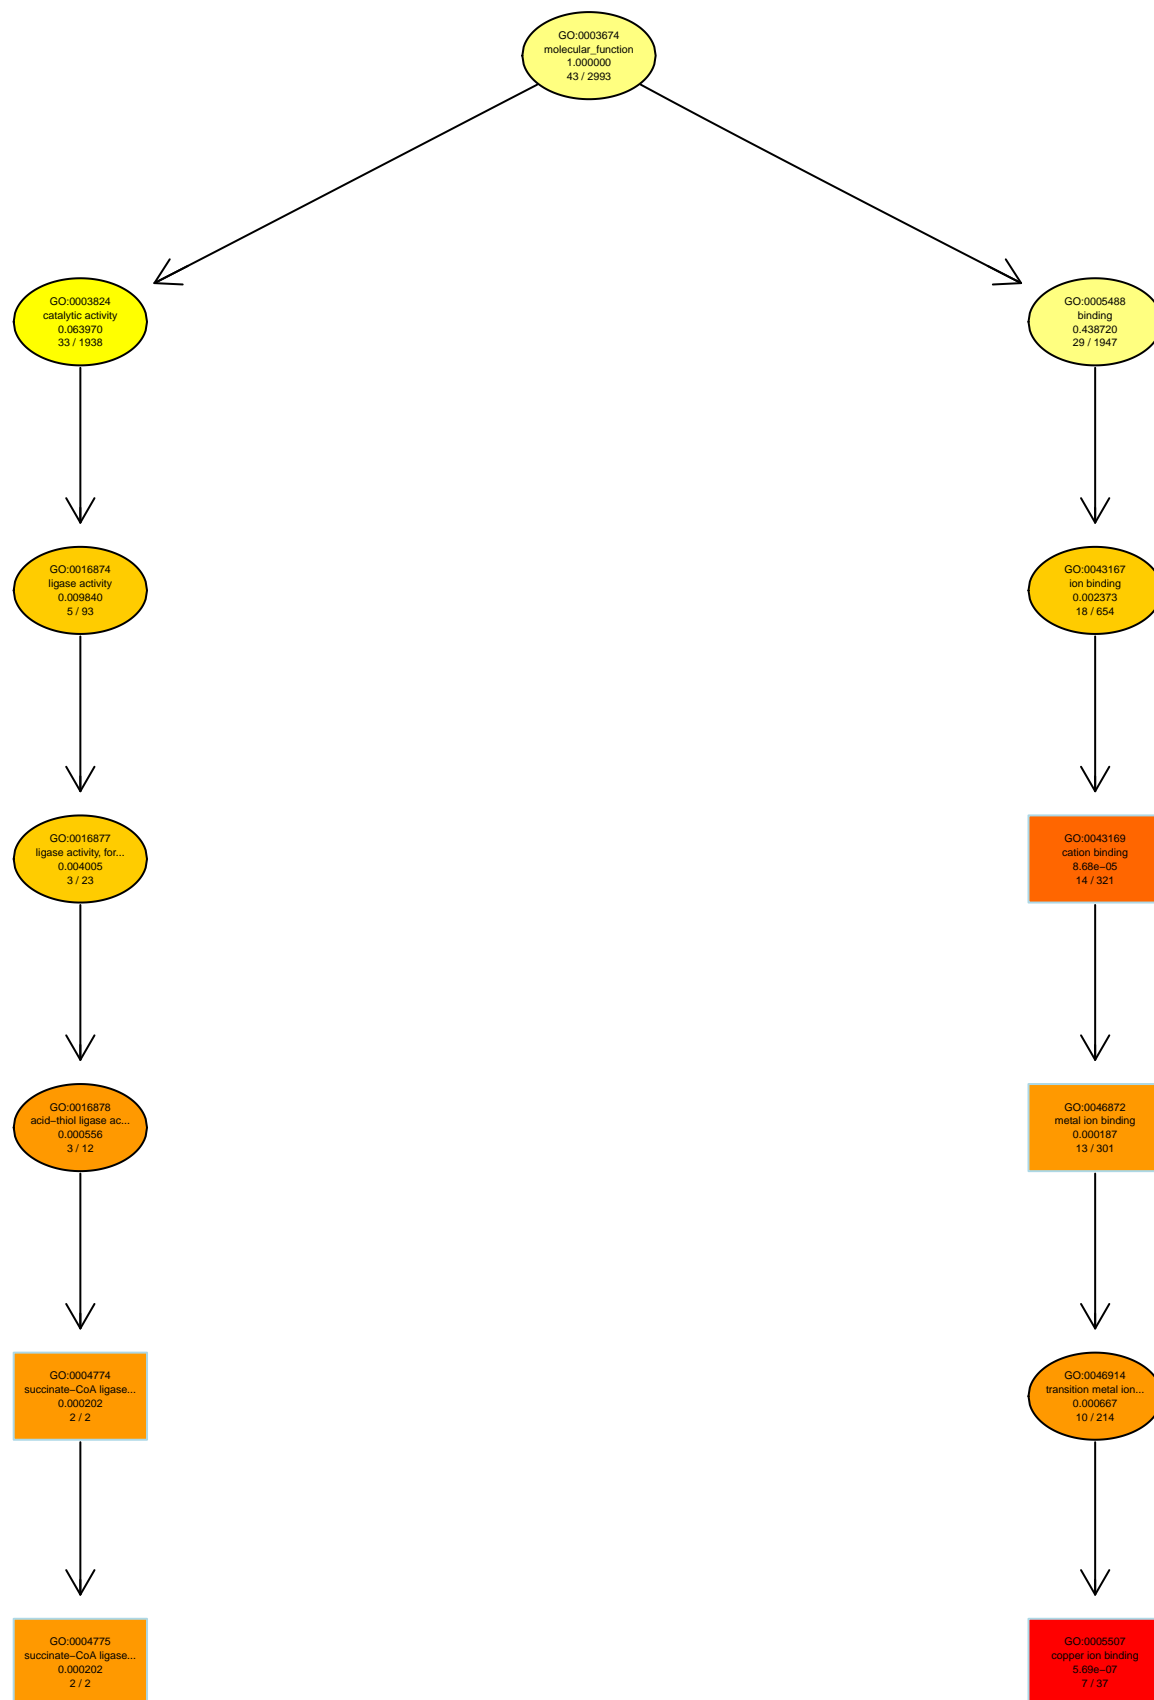 GO:0003674
molecular_function
1.000000
43 / 2993
GO:0003824
catalytic activity
0.063970
33 / 1938
GO:0005488
binding
0.438720
29 / 1947
GO:0016874
ligase activity
0.009840
5 / 93
GO:0043167
ion binding
0.002373
18 / 654
GO:0016877
ligase activity, for...
0.004005
3 / 23
GO:0043169
cation binding
8.68e−05
14 / 321
GO:0016878
acid−thiol ligase ac...
0.000556
3 / 12
GO:0046872
metal ion binding
0.000187
13 / 301
GO:0004774
succinate−CoA ligase...
0.000202
2 / 2
GO:0046914
transition metal ion...
0.000667
10 / 214
GO:0004775
succinate−CoA ligase...
0.000202
2 / 2
GO:0005507
copper ion binding
5.69e−07
7 / 37